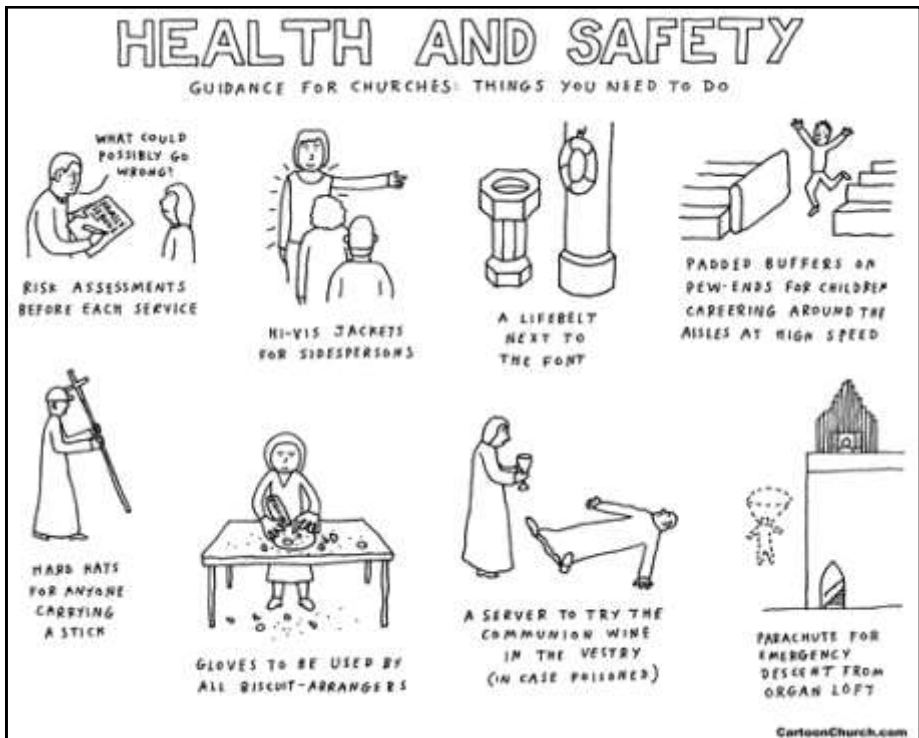 HEALTH AND SAFETY
GUIDANCE FOR CHURCHES: THINGS YOU NEED TO DO
WHAT COULD
POSSIBLY GO
WRONG?
FAMILY
SERVICE
RISK ASSESSMENTS
BEFORE EACH SERVICE
HI-VIS JACKETS
FOR SIDESPERSONS
A LIFEBELT
NEXT TO
THE FONT
PADDED BUFFERS ON
PEW-ENDS FOR CHILDREN
CAREERING AROUND THE
AISLES AT HIGH SPEED
HARD HATS
FOR ANYONE
CARRYING
A STICK
GLOVES TO BE USED BY
ALL BISCUIT-ARRANGERS
A SERVER TO TRY THE
COMMUNION WINE
IN THE VESTRY
(IN CASE POISONED)
PARACHUTE FOR
EMERGENCY
DESCENT FROM
ORGAN LOFT
CartoonChurch.com